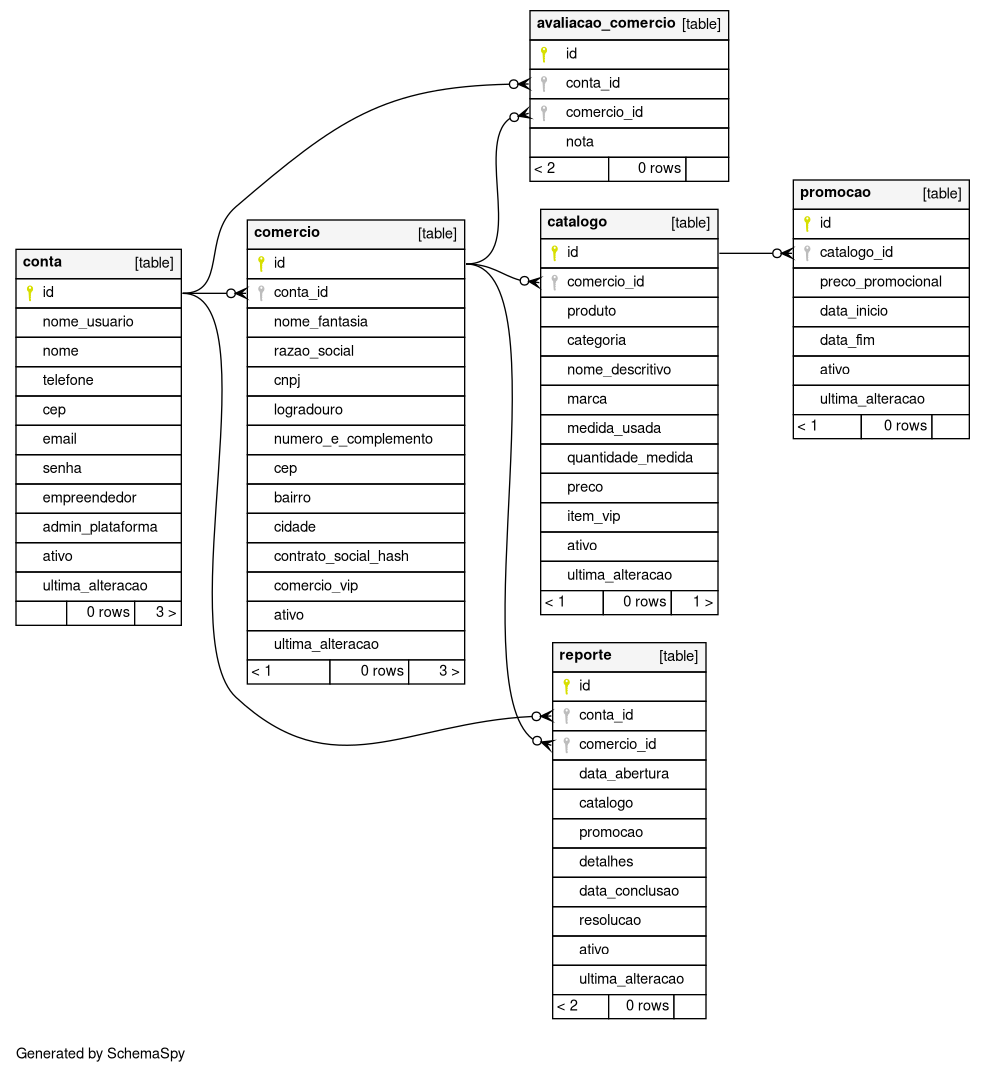 avaliacao_comercio [table]
id
conta_id
comercio_id
nota
< 2 0 rows
promocao [table]
id
catalogo_id
preco_promocional
data_inicio
data_fim
ativo
ultima_alteracao
< 1 0 rows
catalogo [table]
id
comercio_id
produto
categoria
nome_descritivo
marca
medida_usada
quantidade_medida
preco
item_vip
ativo
ultima_alteracao
< 1 0 rows 1 >
comercio [table]
id
conta_id
nome_fantasia
razao_social
cnpj
logradouro
numero_e_complemento
cep
bairro
cidade
contrato_social_hash
comercio_vip
ativo
ultima_alteracao
< 1 0 rows 3 >
conta [table]
id
nome_usuario
nome
telefone
cep
email
senha
empreendedor
admin_plataforma
ativo
ultima_alteracao
0 rows 3 >
reporte [table]
id
conta_id
comercio_id
data_abertura
catalogo
promocao
detalhes
data_conclusao
resolucao
ativo
ultima_alteracao
< 2 0 rows
Generated by SchemaSpy